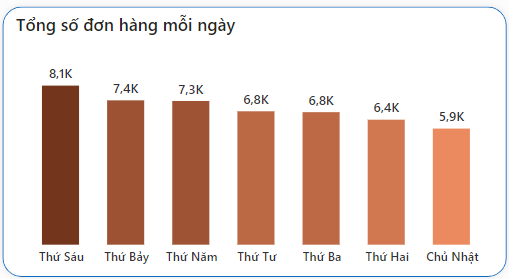 Tổng số đơn hàng mỗi ngày
8,1K 7,4K 7,3K 6,8K 6,8K 6,4K 5,9K
Thứ Sáu Thứ Bảy Thứ Năm Thứ Tư Thứ Ba Thứ Hai Chủ Nhật